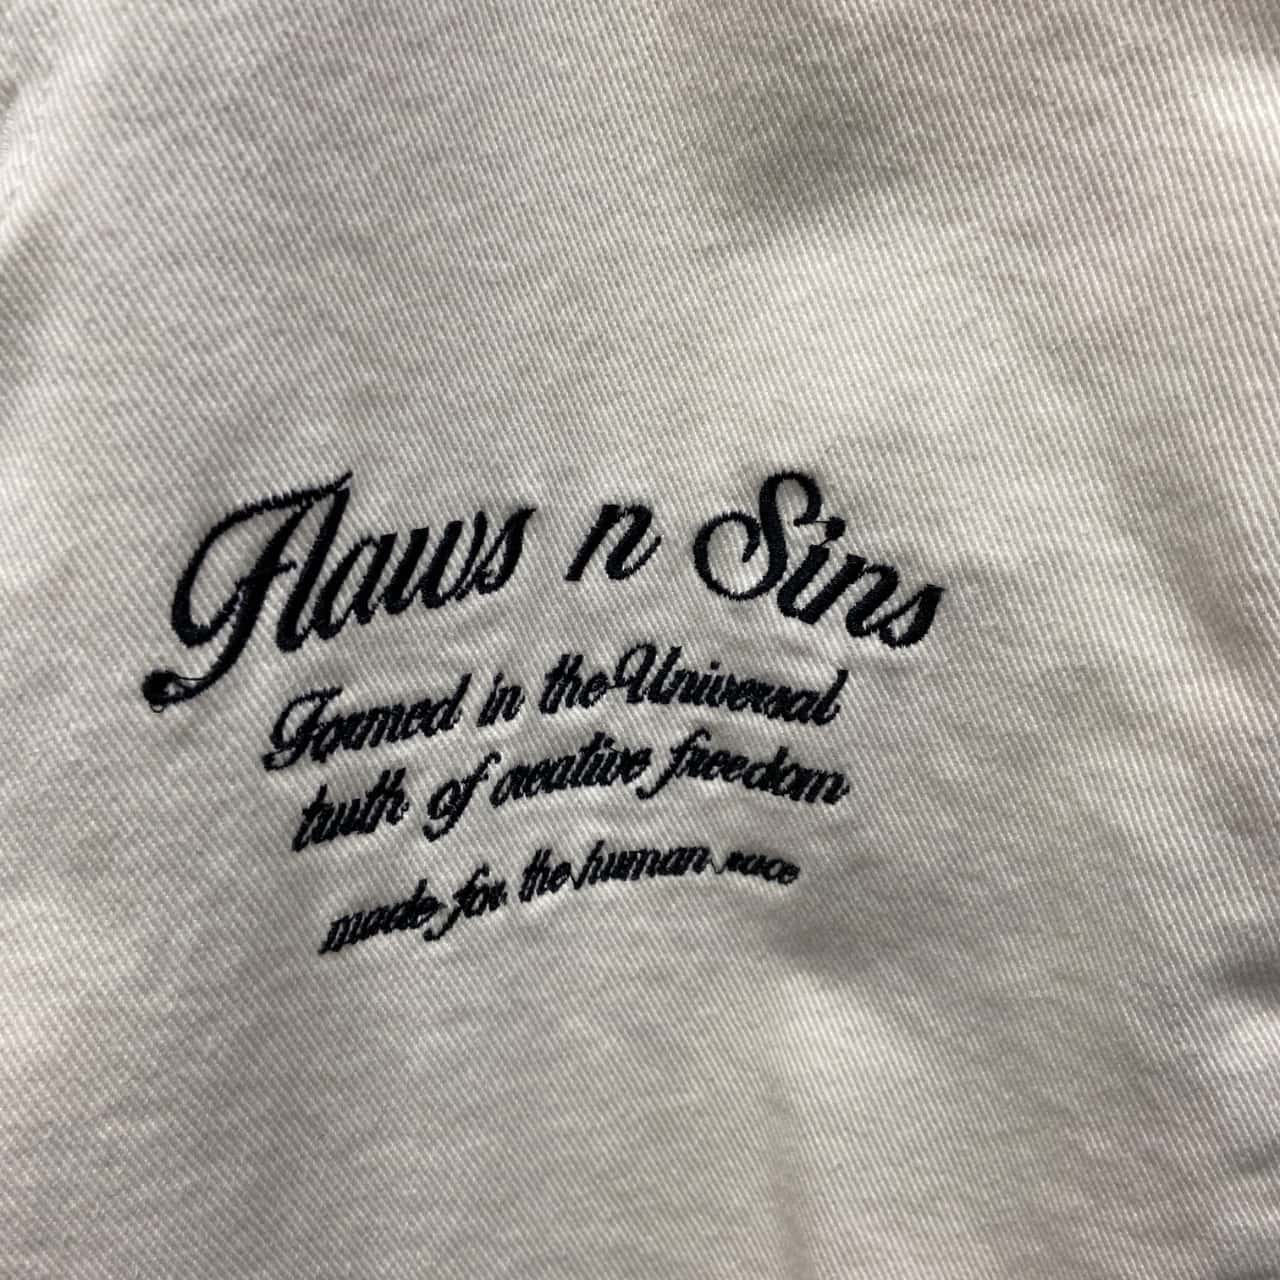 Flaws n Sins
Formed in the Universal
truth of creative freedom
made for the human race